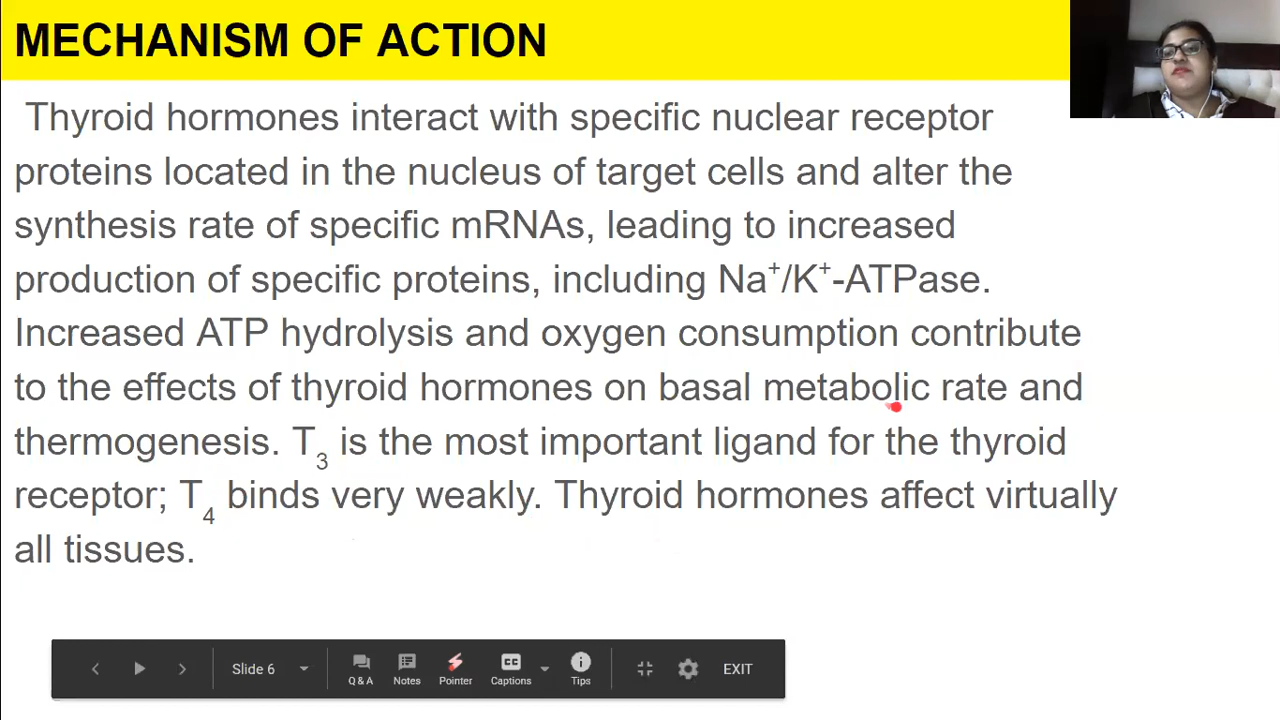 MECHANISM OF ACTION
Thyroid hormones interact with specific nuclear receptor
proteins located in the nucleus of target cells and alter the
synthesis rate of specific mRNAs, leading to increased
production of specific proteins, including Na⁺/K⁺-ATPase.
Increased ATP hydrolysis and oxygen consumption contribute
to the effects of thyroid hormones on basal metabolic rate and
thermogenesis. T₃ is the most important ligand for the thyroid
receptor; T₄ binds very weakly. Thyroid hormones affect virtually
all tissues.
Slide 6
Q & A
Notes
Pointer
CC
Captions
Tips
EXIT